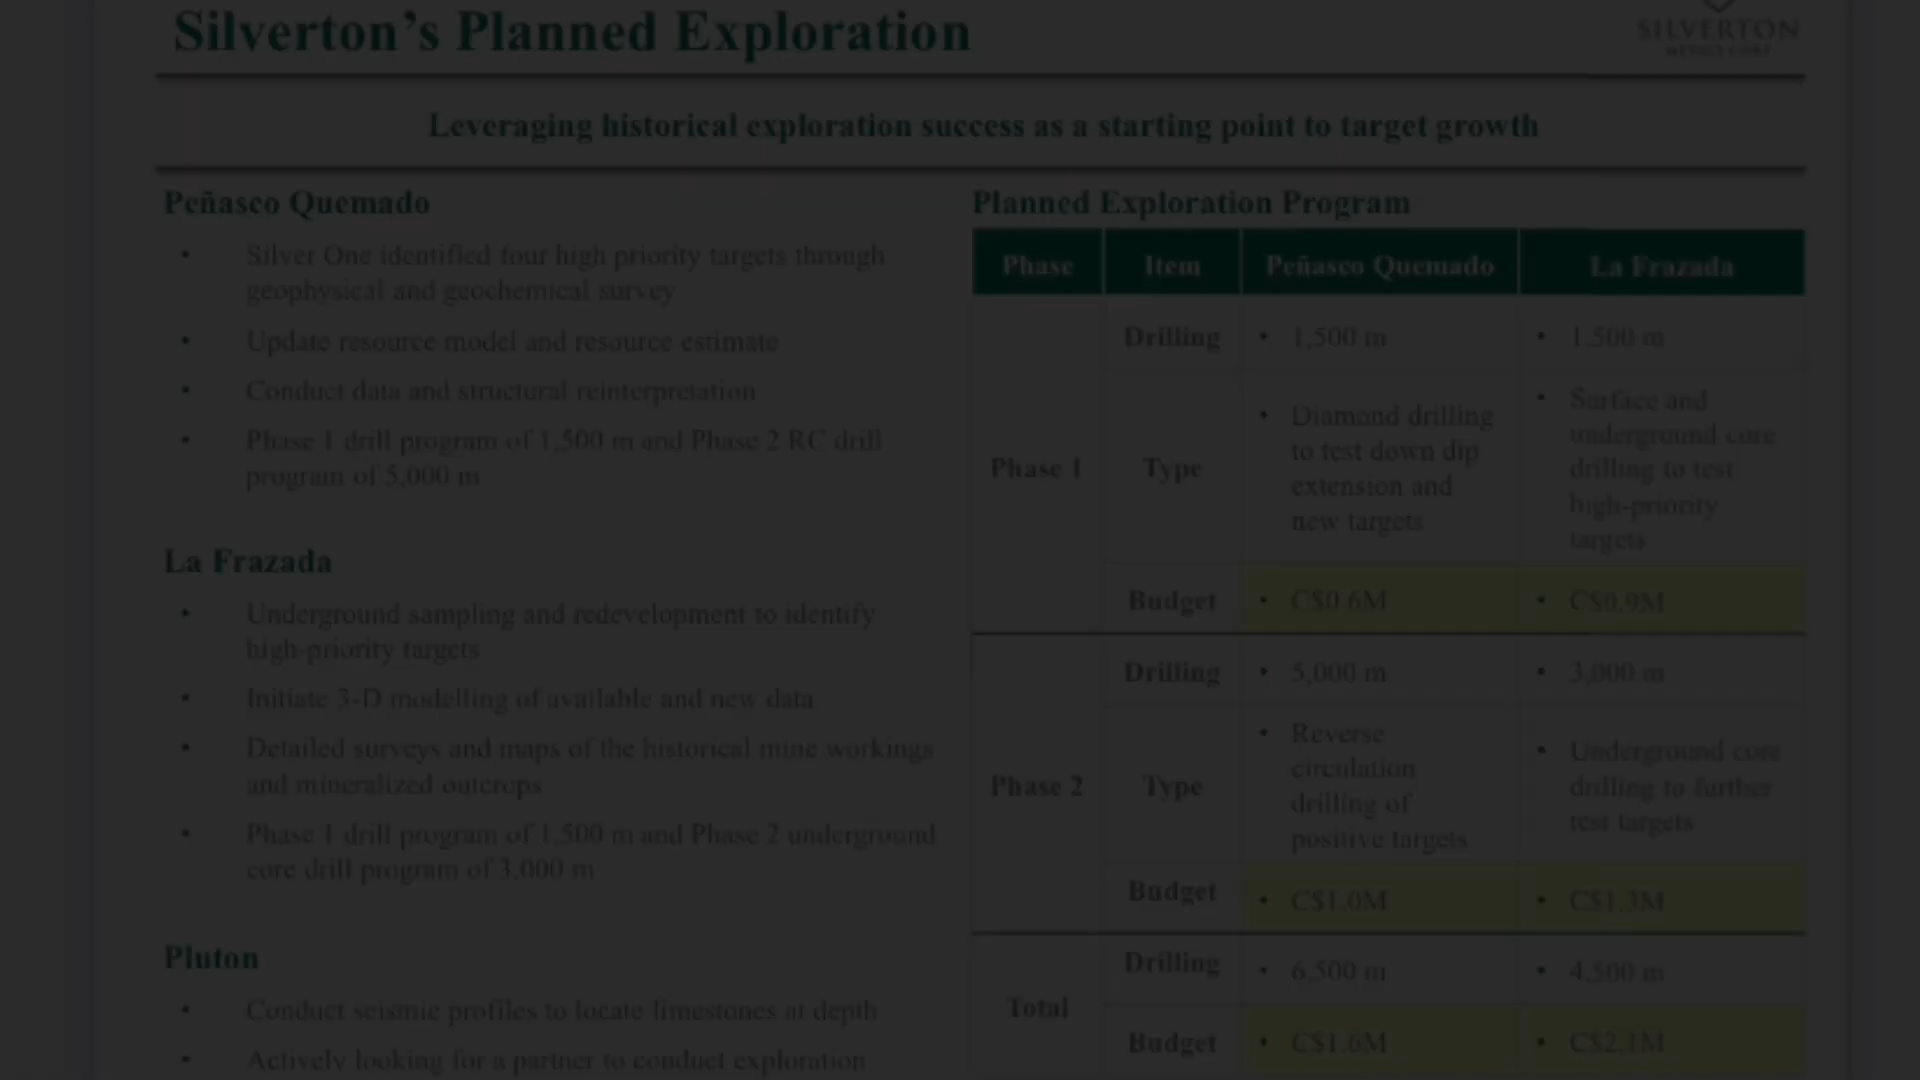 Silverton’s Planned Exploration
SILVERTON
METALS CORP
Leveraging historical exploration success as a starting point to target growth
Peñasco Quemado
• Silver One identified four high priority targets through
geophysical and geochemical survey
• Update resource model and resource estimate
• Conduct data and structural reinterpretation
• Phase 1 drill program of 1,500 m and Phase 2 RC drill
program of 5,000 m
La Frazada
• Underground sampling and redevelopment to identify
high-priority targets
• Initiate 3-D modelling of available and new data
• Detailed surveys and maps of the historical mine workings
and mineralized outcrops
• Phase 1 drill program of 1,500 m and Phase 2 underground
core drill program of 3,000 m
Pluton
• Conduct seismic profiles to locate limestones at depth
• Actively looking for a partner to conduct exploration
Planned Exploration Program
Phase Item Peñasco Quemado La Frazada
Phase 1
Drilling • 1,500 m • 1,500 m
Type
• Diamond drilling
to test down dip
extension and
new targets
• Surface and
underground core
drilling to test
high-priority
targets
Budget • C$0.6M • C$0.9M
Phase 2
Drilling • 5,000 m • 3,000 m
Type
• Reverse
circulation
drilling of
positive targets
• Underground core
drilling to further
test targets
Budget • C$1.0M • C$1.3M
Total
Drilling • 6,500 m • 4,500 m
Budget • C$1.6M • C$2.1M